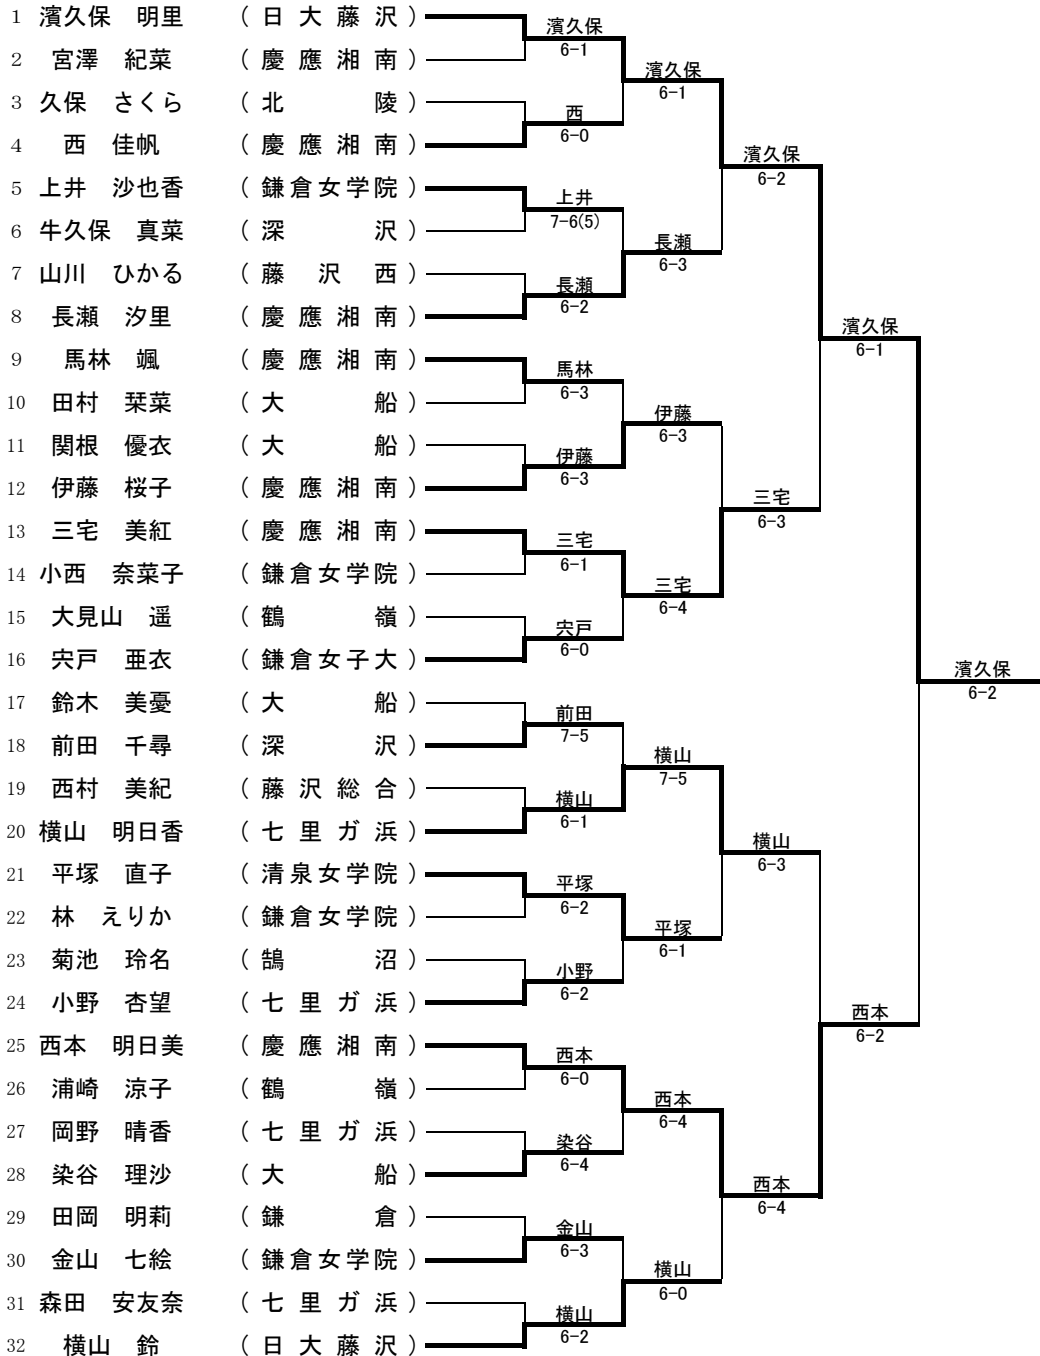 1 濱久保 明里 (日大藤沢)
濱久保
6-1
2 宮澤 紀菜 (慶應湘南)
濱久保
6-1
3 久保 さくら (北陵)
西
6-0
4 西 佳帆 (慶應湘南)
濱久保
6-2
5 上井 沙也香 (鎌倉女学院)
上井
7-6(5)
6 牛久保 真菜 (深沢)
長瀬
6-3
7 山川 ひかる (藤沢西)
長瀬
6-2
8 長瀬 汐里 (慶應湘南)
濱久保
6-1
9 馬林 颯 (慶應湘南)
馬林
6-3
10 田村 栞菜 (大船)
伊藤
6-3
11 関根 優衣 (大船)
伊藤
6-3
12 伊藤 桜子 (慶應湘南)
三宅
6-3
13 三宅 美紅 (慶應湘南)
三宅
6-1
14 小西 奈菜子 (鎌倉女学院)
三宅
6-4
15 大見山 遥 (鶴嶺)
宍戸
6-0
16 宍戸 亜衣 (鎌倉女子大)
濱久保
6-2
17 鈴木 美憂 (大船)
前田
7-5
18 前田 千尋 (深沢)
横山
7-5
19 西村 美紀 (藤沢総合)
横山
6-1
20 横山 明日香 (七里ガ浜)
横山
6-3
21 平塚 直子 (清泉女学院)
平塚
6-2
22 林 えりか (鎌倉女学院)
平塚
6-1
23 菊池 玲名 (鵠沼)
小野
6-2
24 小野 杏望 (七里ガ浜)
西本
6-2
25 西本 明日美 (慶應湘南)
西本
6-0
26 浦崎 涼子 (鶴嶺)
西本
6-4
27 岡野 晴香 (七里ガ浜)
染谷
6-4
28 染谷 理沙 (大船)
西本
6-4
29 田岡 明莉 (鎌倉)
金山
6-3
30 金山 七絵 (鎌倉女学院)
横山
6-0
31 森田 安友奈 (七里ガ浜)
横山
6-2
32 横山 鈴 (日大藤沢)